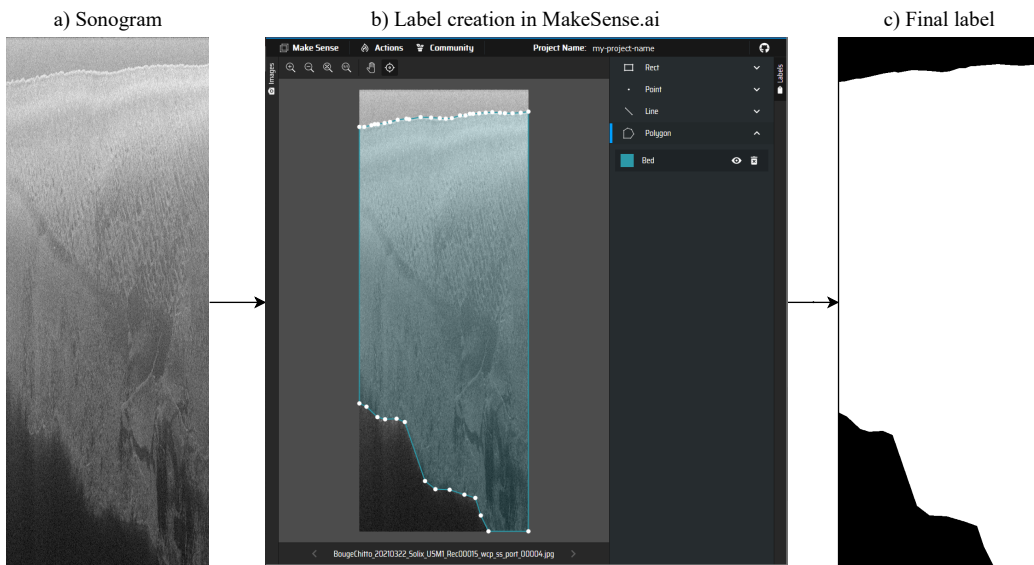 a) Sonogram
b) Label creation in MakeSense.ai
c) Final label
Make Sense
Actions
Community
Project Name: my-project-name
Images
Labels
Rect
Point
Line
Polygon
Bed
BougeChitto_20210322_Solix_USM1_Rec00015_wcp_ss_port_00004.jpg